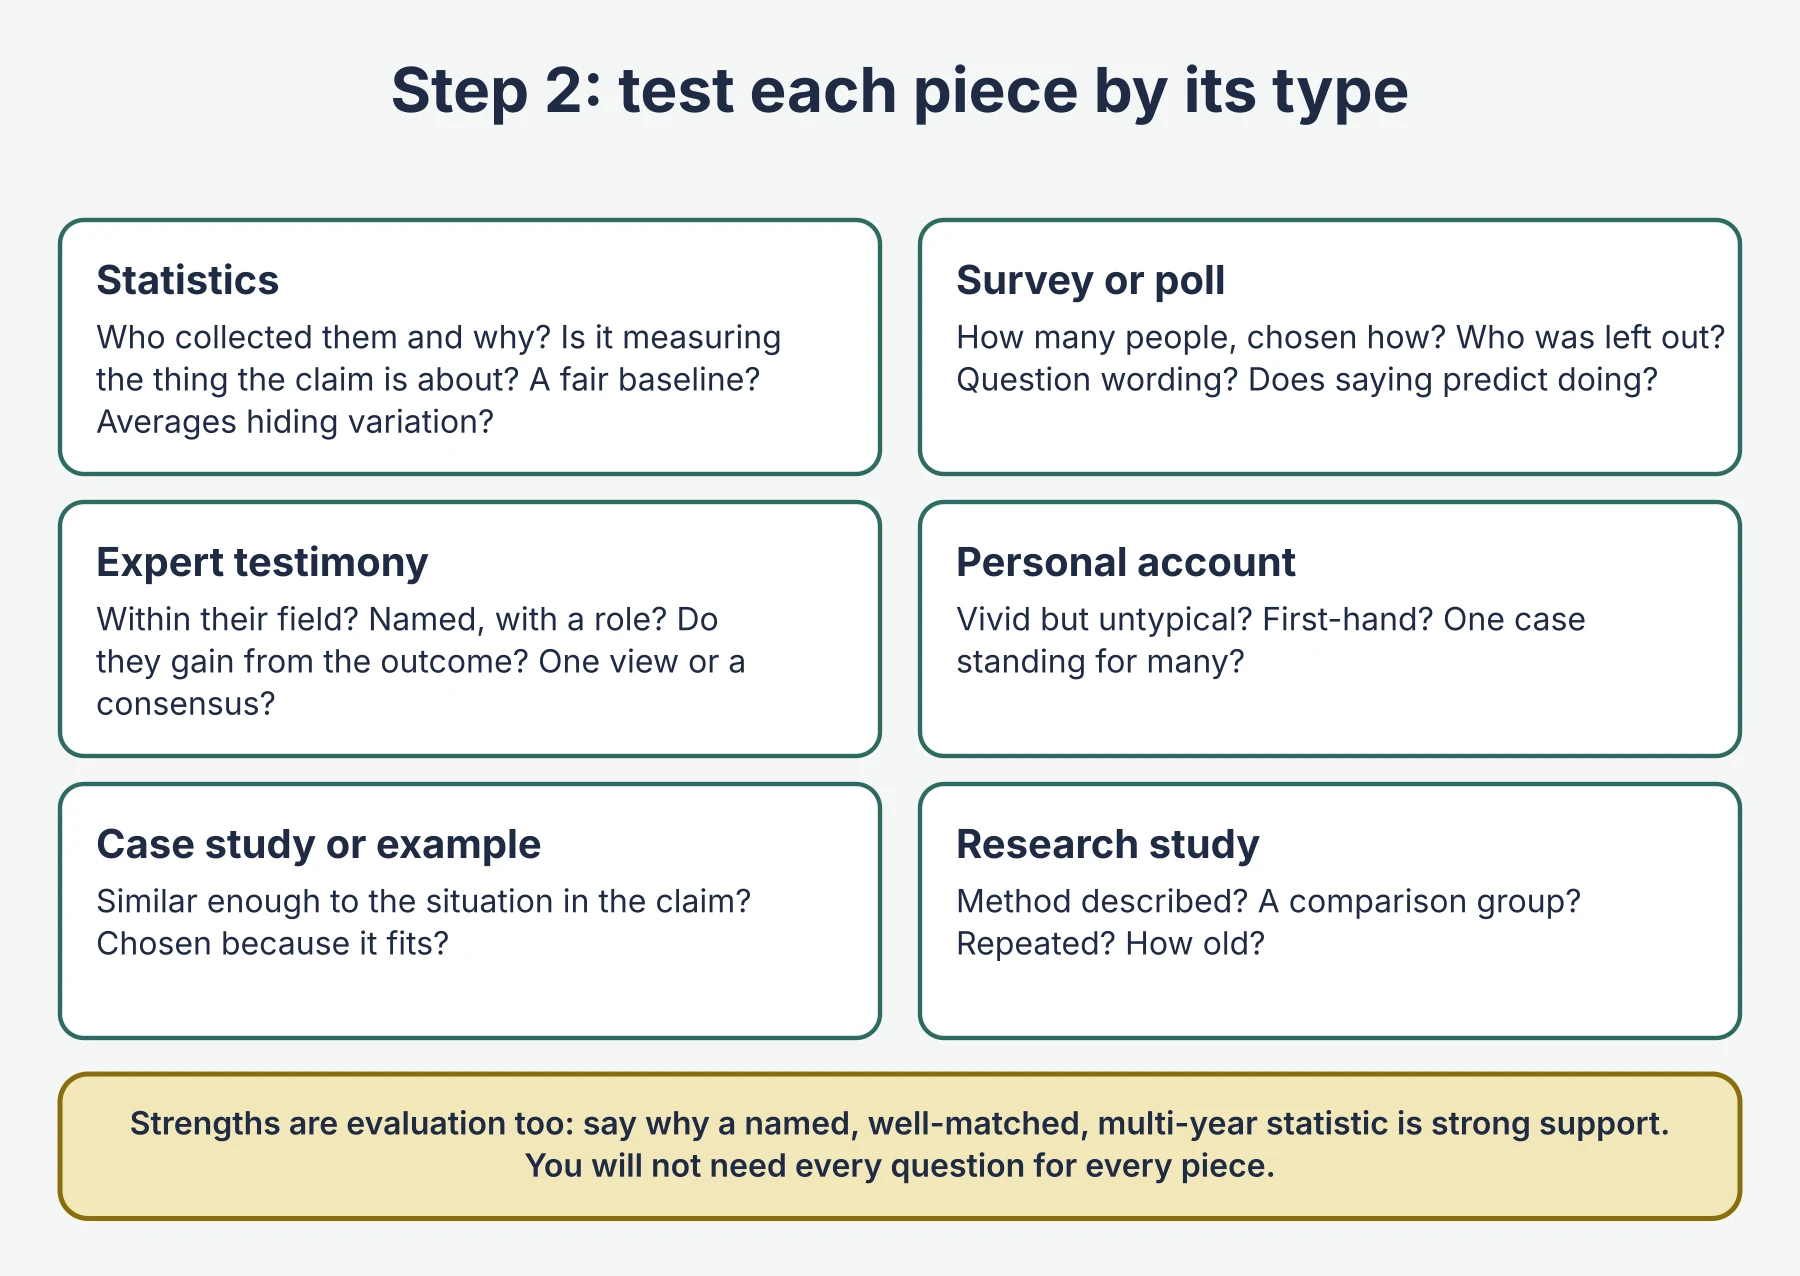 Step 2: test each piece by its type
Statistics
Who collected them and why? Is it measuring
the thing the claim is about? A fair baseline?
Averages hiding variation?
Survey or poll
How many people, chosen how? Who was left out?
Question wording? Does saying predict doing?
Expert testimony
Within their field? Named, with a role? Do
they gain from the outcome? One view or a
consensus?
Personal account
Vivid but untypical? First-hand? One case
standing for many?
Case study or example
Similar enough to the situation in the claim?
Chosen because it fits?
Research study
Method described? A comparison group?
Repeated? How old?
Strengths are evaluation too: say why a named, well-matched, multi-year statistic is strong support.
You will not need every question for every piece.